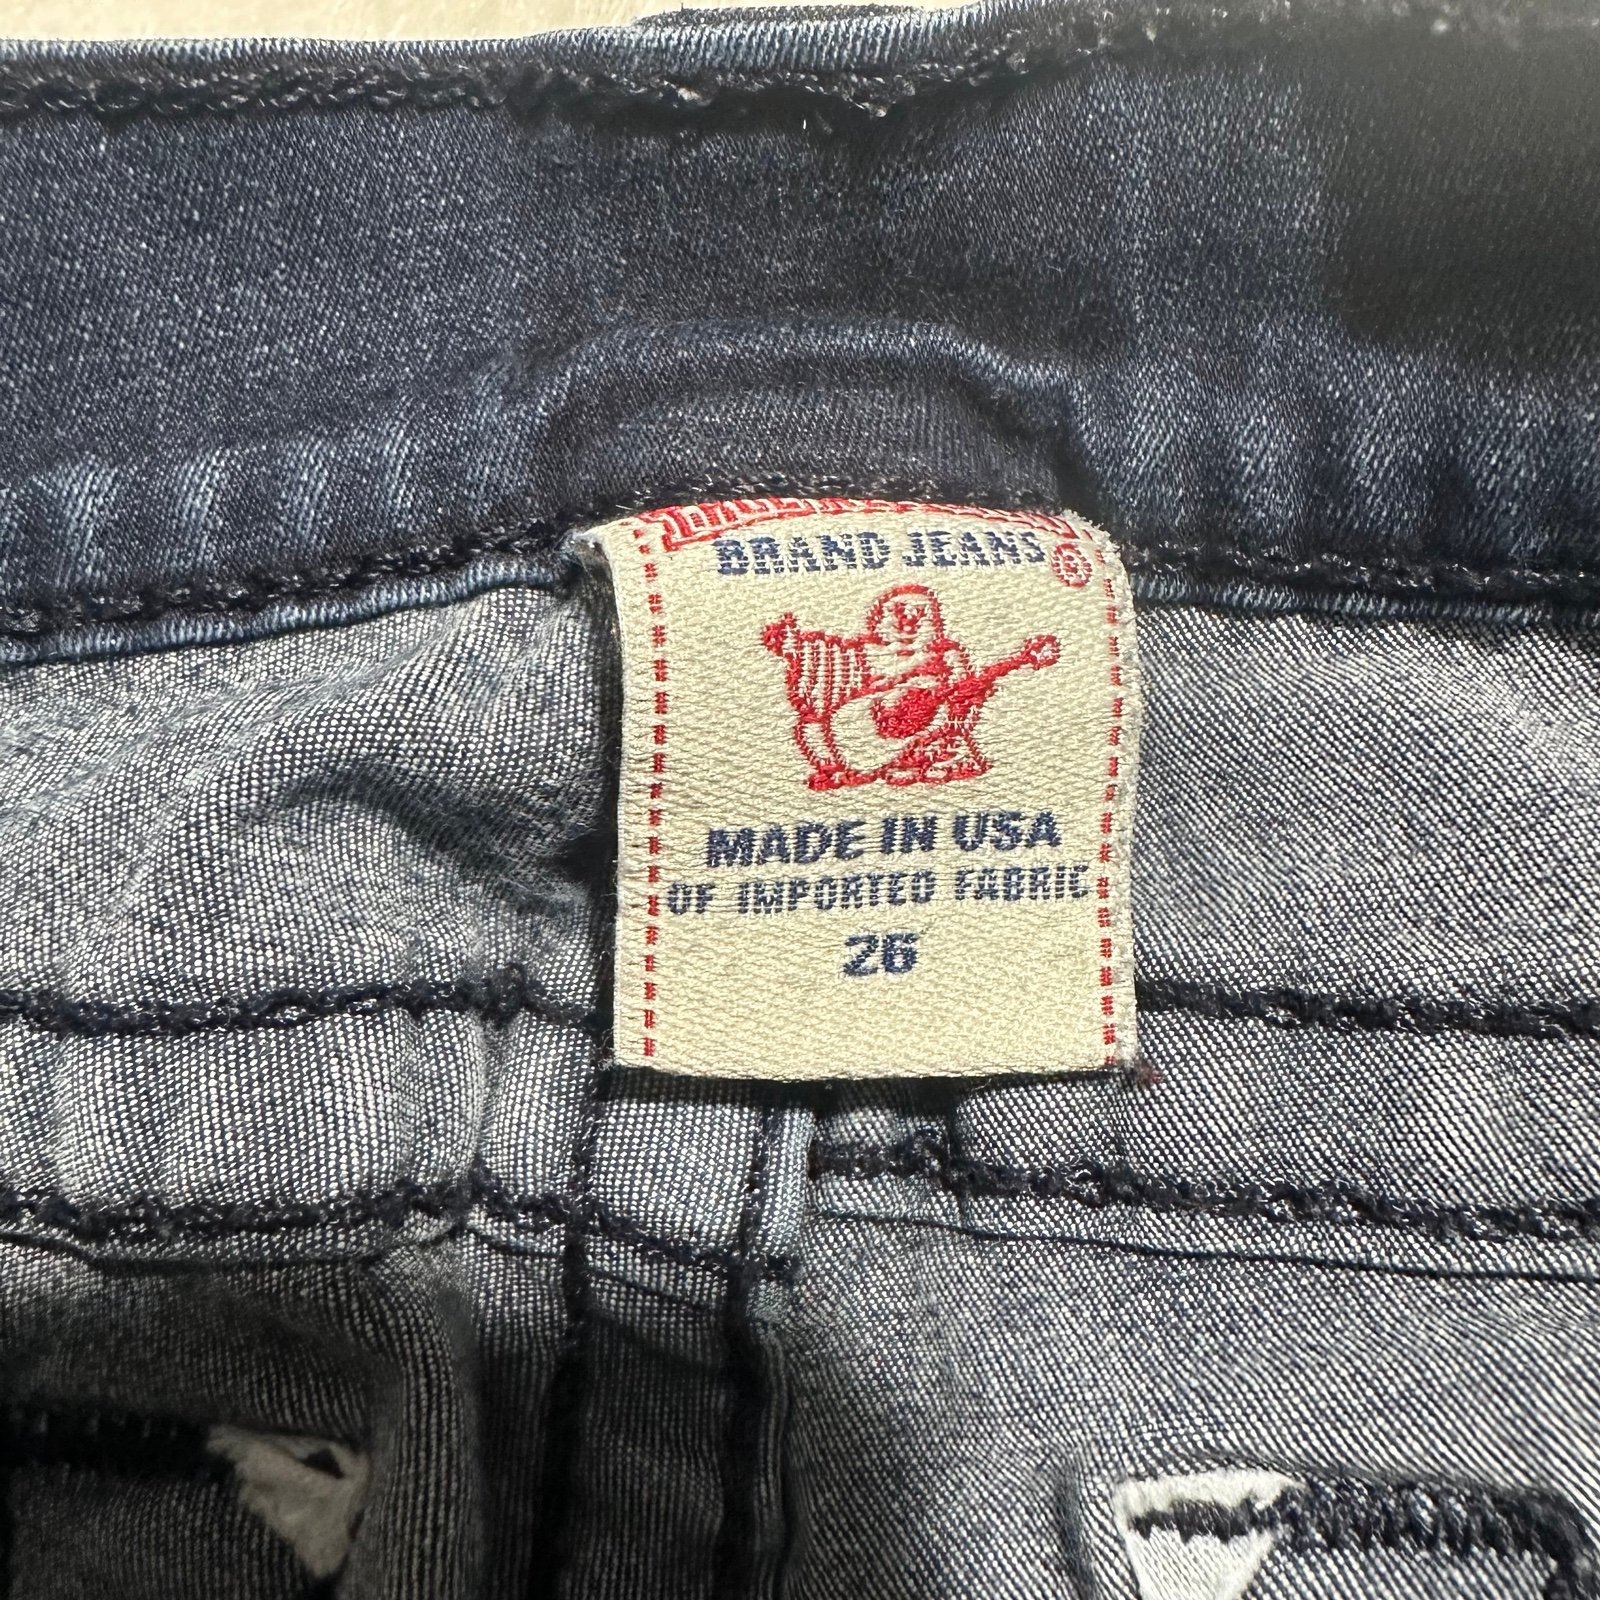 BRAND JEANS ®
MADE IN USA
OF IMPORTED FABRIC
26